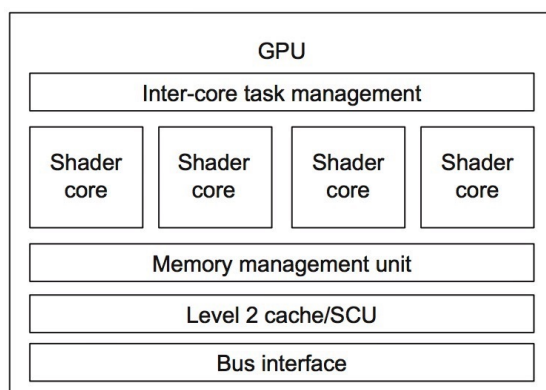 GPU
Inter-core task management
Shader
core
Shader
core
Shader
core
Shader
core
Memory management unit
Level 2 cache/SCU
Bus interface